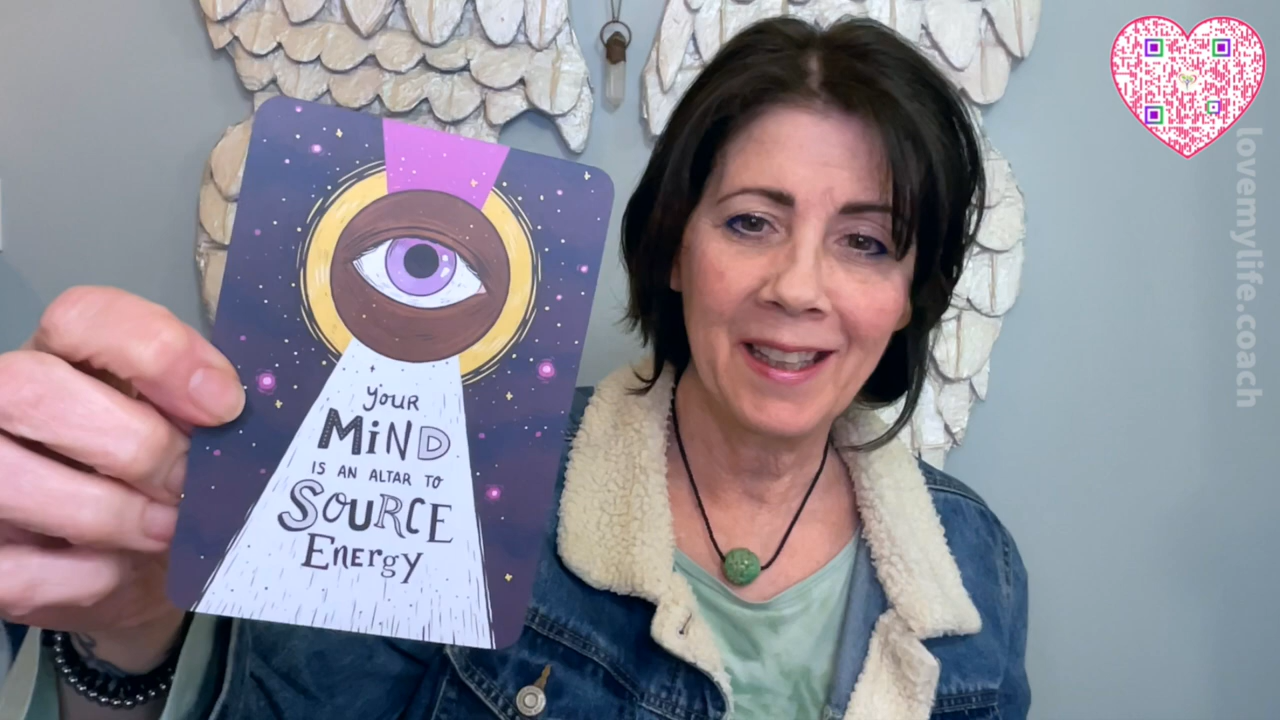 your
MiND
IS AN ALTAR TO
SOURCE
Energy
lovemylife.coach